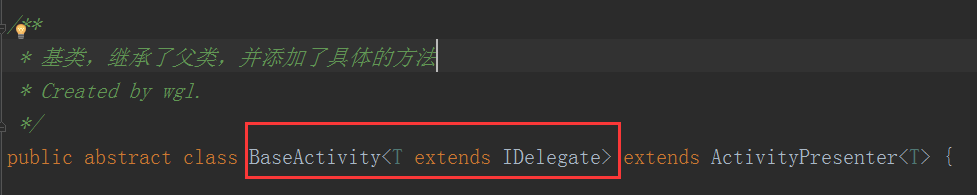 /**
* 基类，继承了父类，并添加了具体的方法
* Created by wgl.
*/
public abstract class BaseActivity<T extends IDelegate> extends ActivityPresenter<T> {